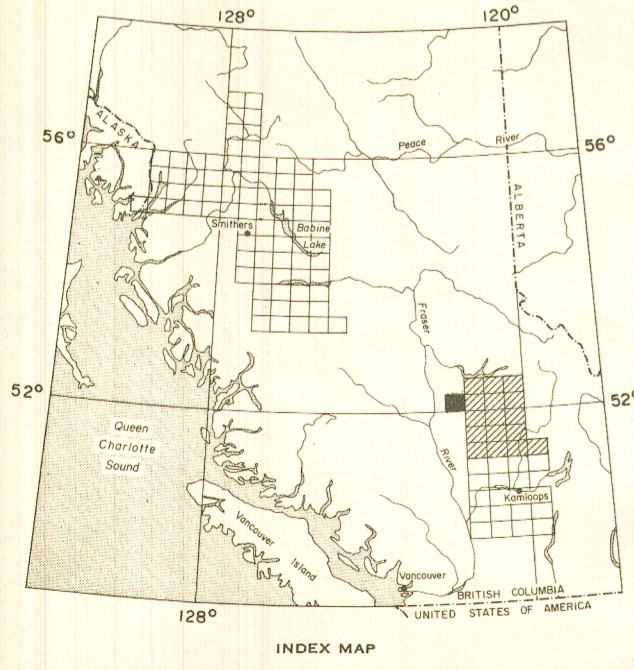 128° 120°
56° 56°
ALASKA
Peace River
ALBERTA
Smithers
Babine
Lake
Fraser
52° 52°
Queen
Charlotte
Sound
River
Kamloops
Vancouver
Island
Vancouver
BRITISH COLUMBIA
UNITED STATES OF AMERICA
128°
INDEX MAP